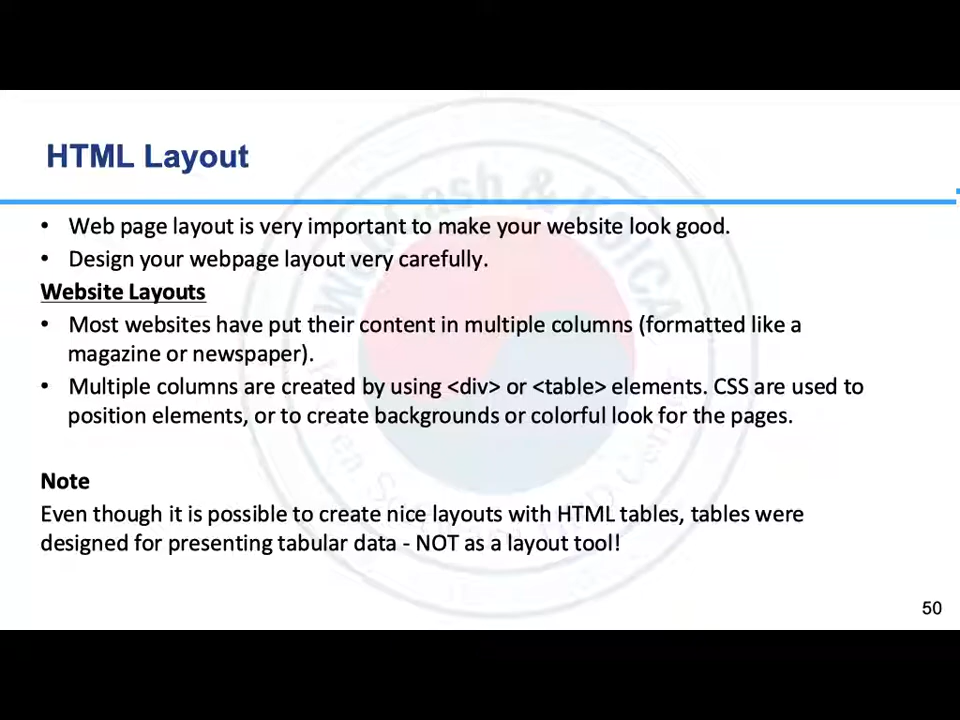 HTML Layout
• Web page layout is very important to make your website look good.
• Design your webpage layout very carefully.
Website Layouts
• Most websites have put their content in multiple columns (formatted like a
magazine or newspaper).
• Multiple columns are created by using <div> or <table> elements. CSS are used to
position elements, or to create backgrounds or colorful look for the pages.
Note
Even though it is possible to create nice layouts with HTML tables, tables were
designed for presenting tabular data - NOT as a layout tool!
50